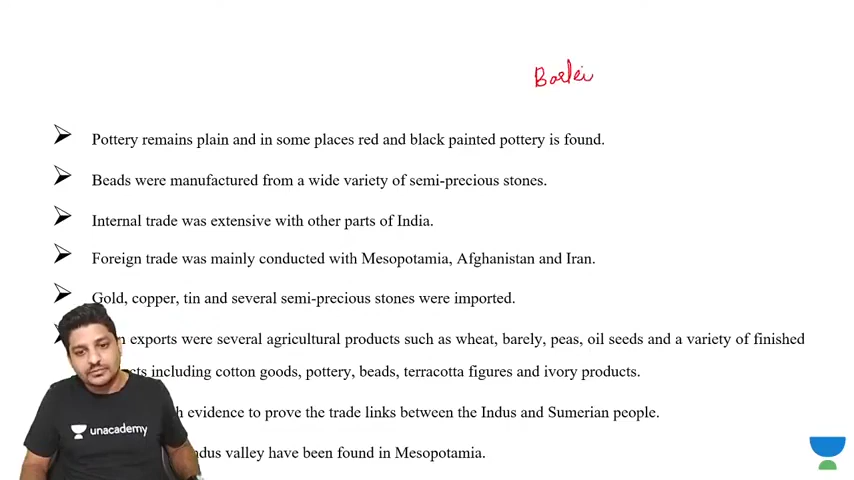 Barlei
Pottery remains plain and in some places red and black painted pottery is found.
Beads were manufactured from a wide variety of semi-precious stones.
Internal trade was extensive with other parts of India.
Foreign trade was mainly conducted with Mesopotamia, Afghanistan and Iran.
Gold, copper, tin and several semi-precious stones were imported.
exports were several agricultural products such as wheat, barely, peas, oil seeds and a variety of finished
including cotton goods, pottery, beads, terracotta figures and ivory products.
evidence to prove the trade links between the Indus and Sumerian people.
valley have been found in Mesopotamia.
unacademy